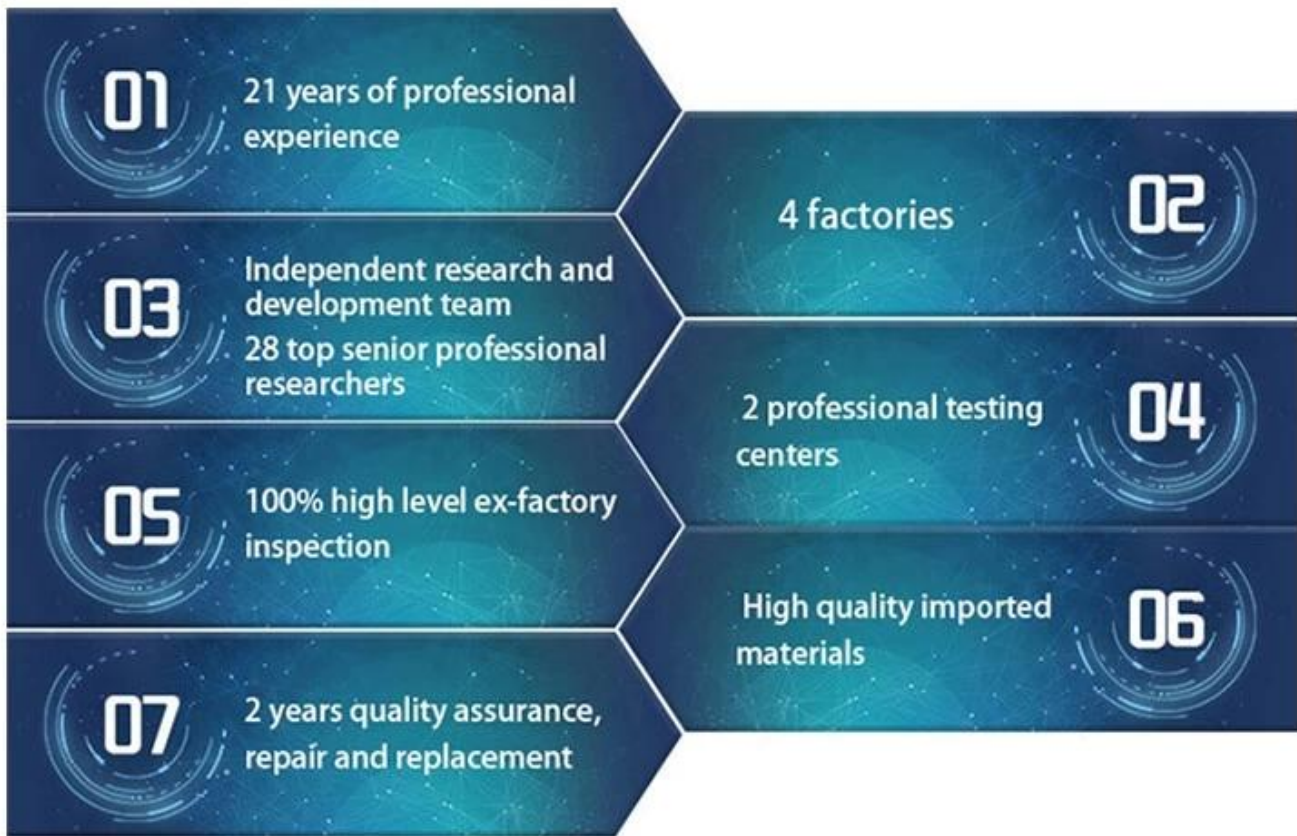 01
21 years of professional
experience
02
4 factories
03
Independent research and
development team
28 top senior professional
researchers
04
2 professional testing
centers
05
100% high level ex-factory
inspection
06
High quality imported
materials
07
2 years quality assurance,
repair and replacement